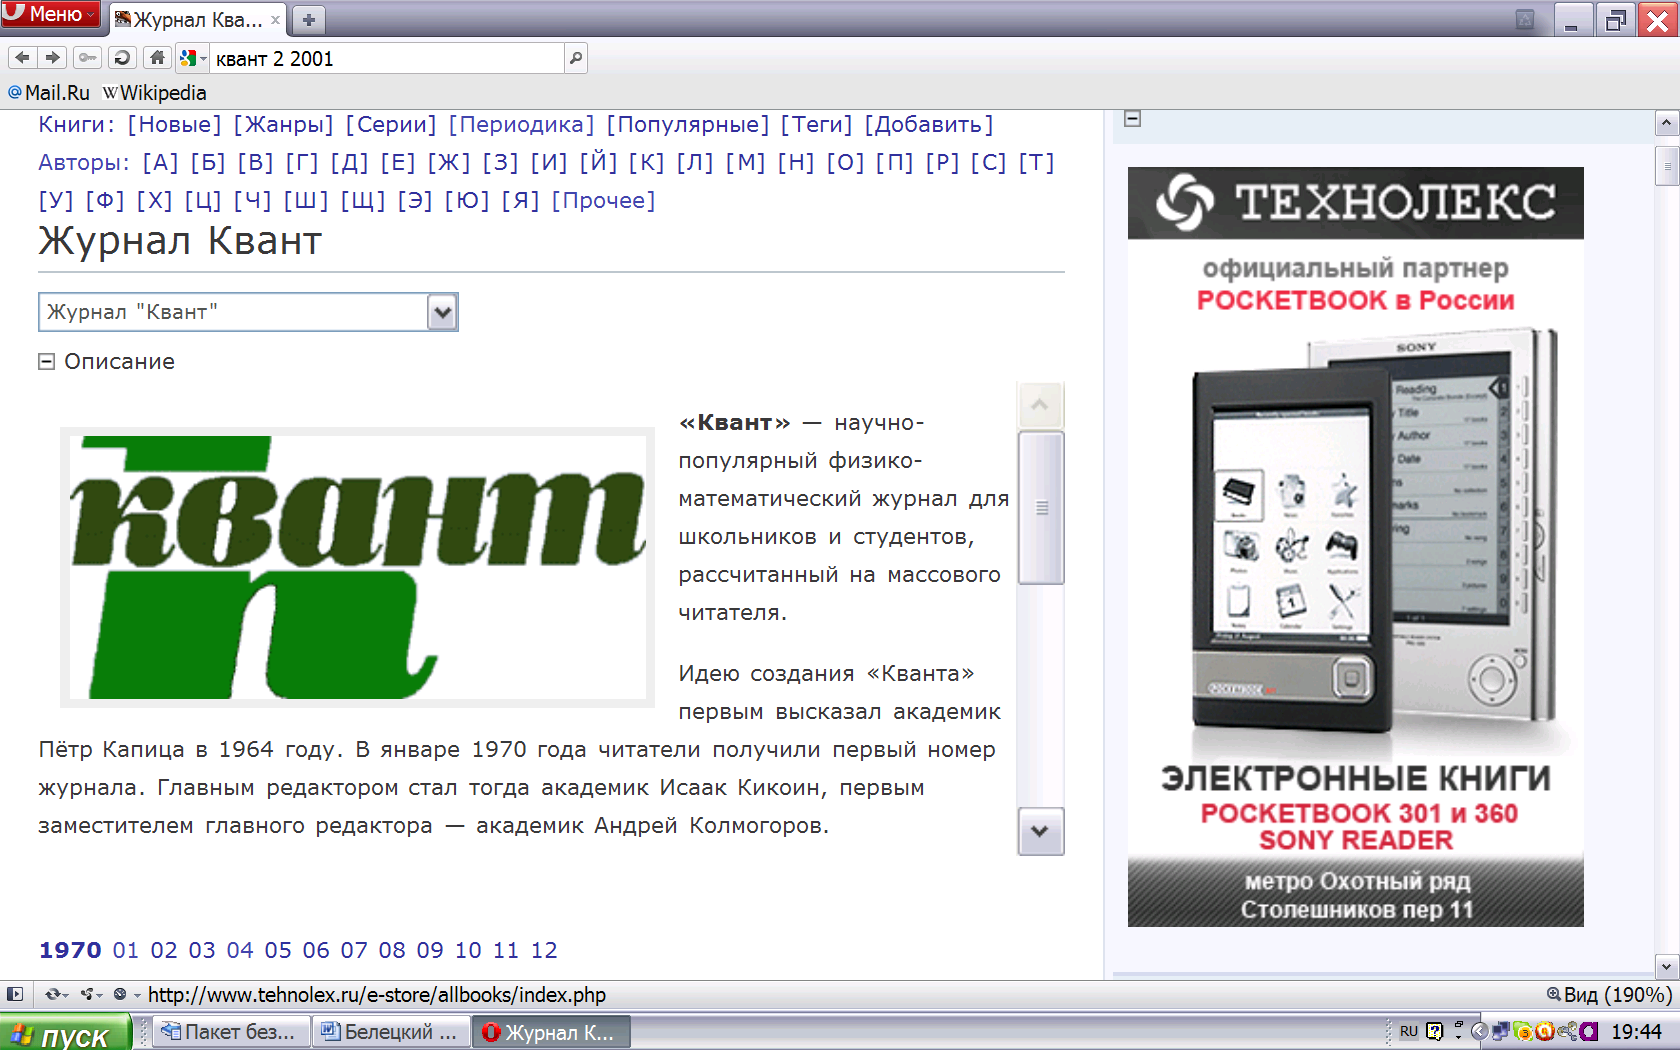 Меню
Журнал Ква...
квант 2 2001
Mail.Ru Wikipedia
Книги: [Новые] [Жанры] [Серии] [Периодика] [Популярные] [Теги] [Добавить]
Авторы: [А] [Б] [В] [Г] [Д] [Е] [Ж] [З] [И] [Й] [К] [Л] [М] [Н] [О] [П] [Р] [С] [Т]
[У] [Ф] [Х] [Ц] [Ч] [Ш] [Щ] [Э] [Ю] [Я] [Прочее]
Журнал Квант
Журнал "Квант"
Описание
квант
«Квант» — научно-
популярный физико-
математический журнал для
школьников и студентов,
рассчитанный на массового
читателя.
Идею создания «Кванта»
первым высказал академик
Пётр Капица в 1964 году. В январе 1970 года читатели получили первый номер
журнала. Главным редактором стал тогда академик Исаак Кикоин, первым
заместителем главного редактора — академик Андрей Колмогоров.
1970 01 02 03 04 05 06 07 08 09 10 11 12
ТЕХНОЛЕКС
официальный партнер
POCKETBOOK в России
SONY
Reading
Title
Author
Date
ЭЛЕКТРОННЫЕ КНИГИ
POCKETBOOK 301 и 360
SONY READER
метро Охотный ряд
Столешников пер 11
http://www.tehnolex.ru/e-store/allbooks/index.php
Вид (190%)
пуск
Пакет без...
Белецкий ...
Журнал К...
RU
19:44